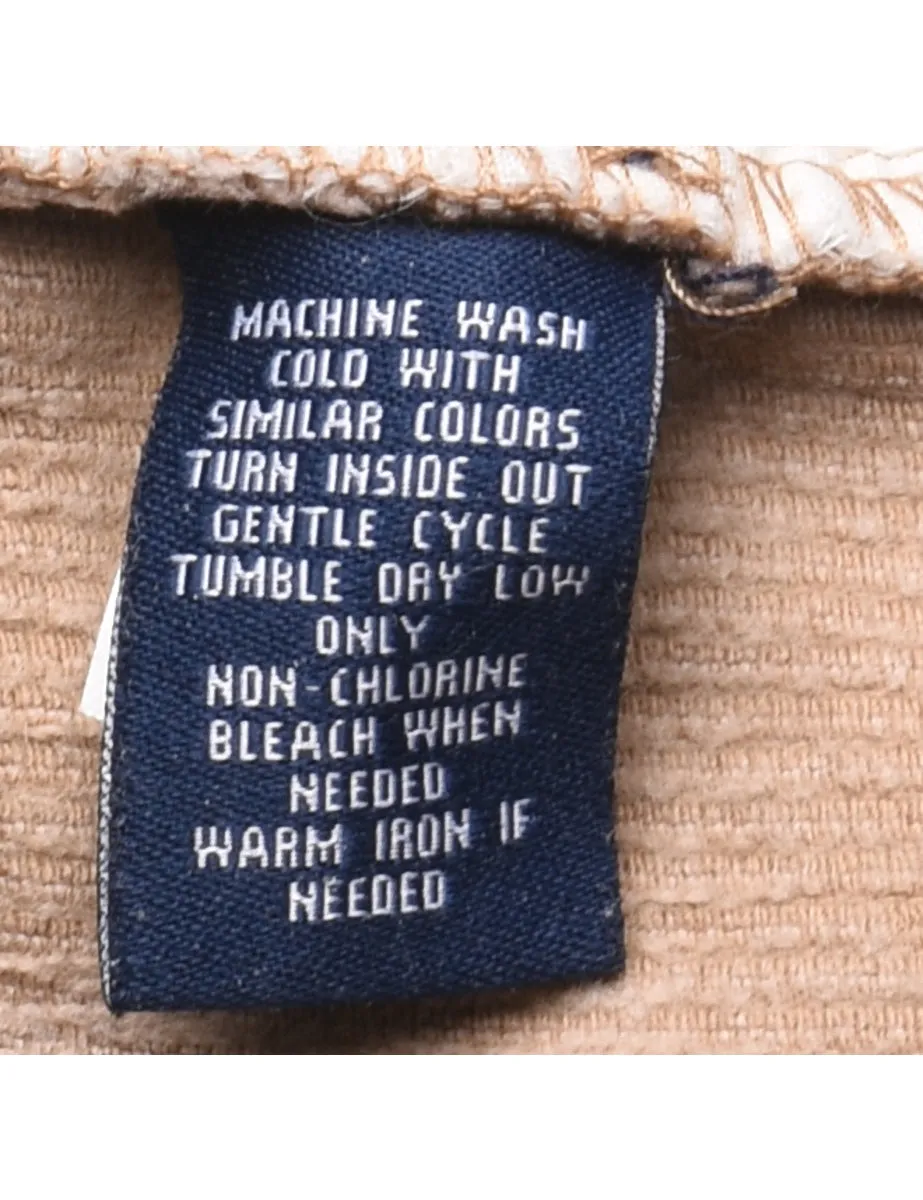 MACHINE WASH
COLD WITH
SIMILAR COLORS
TURN INSIDE OUT
GENTLE CYCLE
TUMBLE DRY LOW
ONLY
NON-CHLORINE
BLEACH WHEN
NEEDED
WARM IRON IF
NEEDED